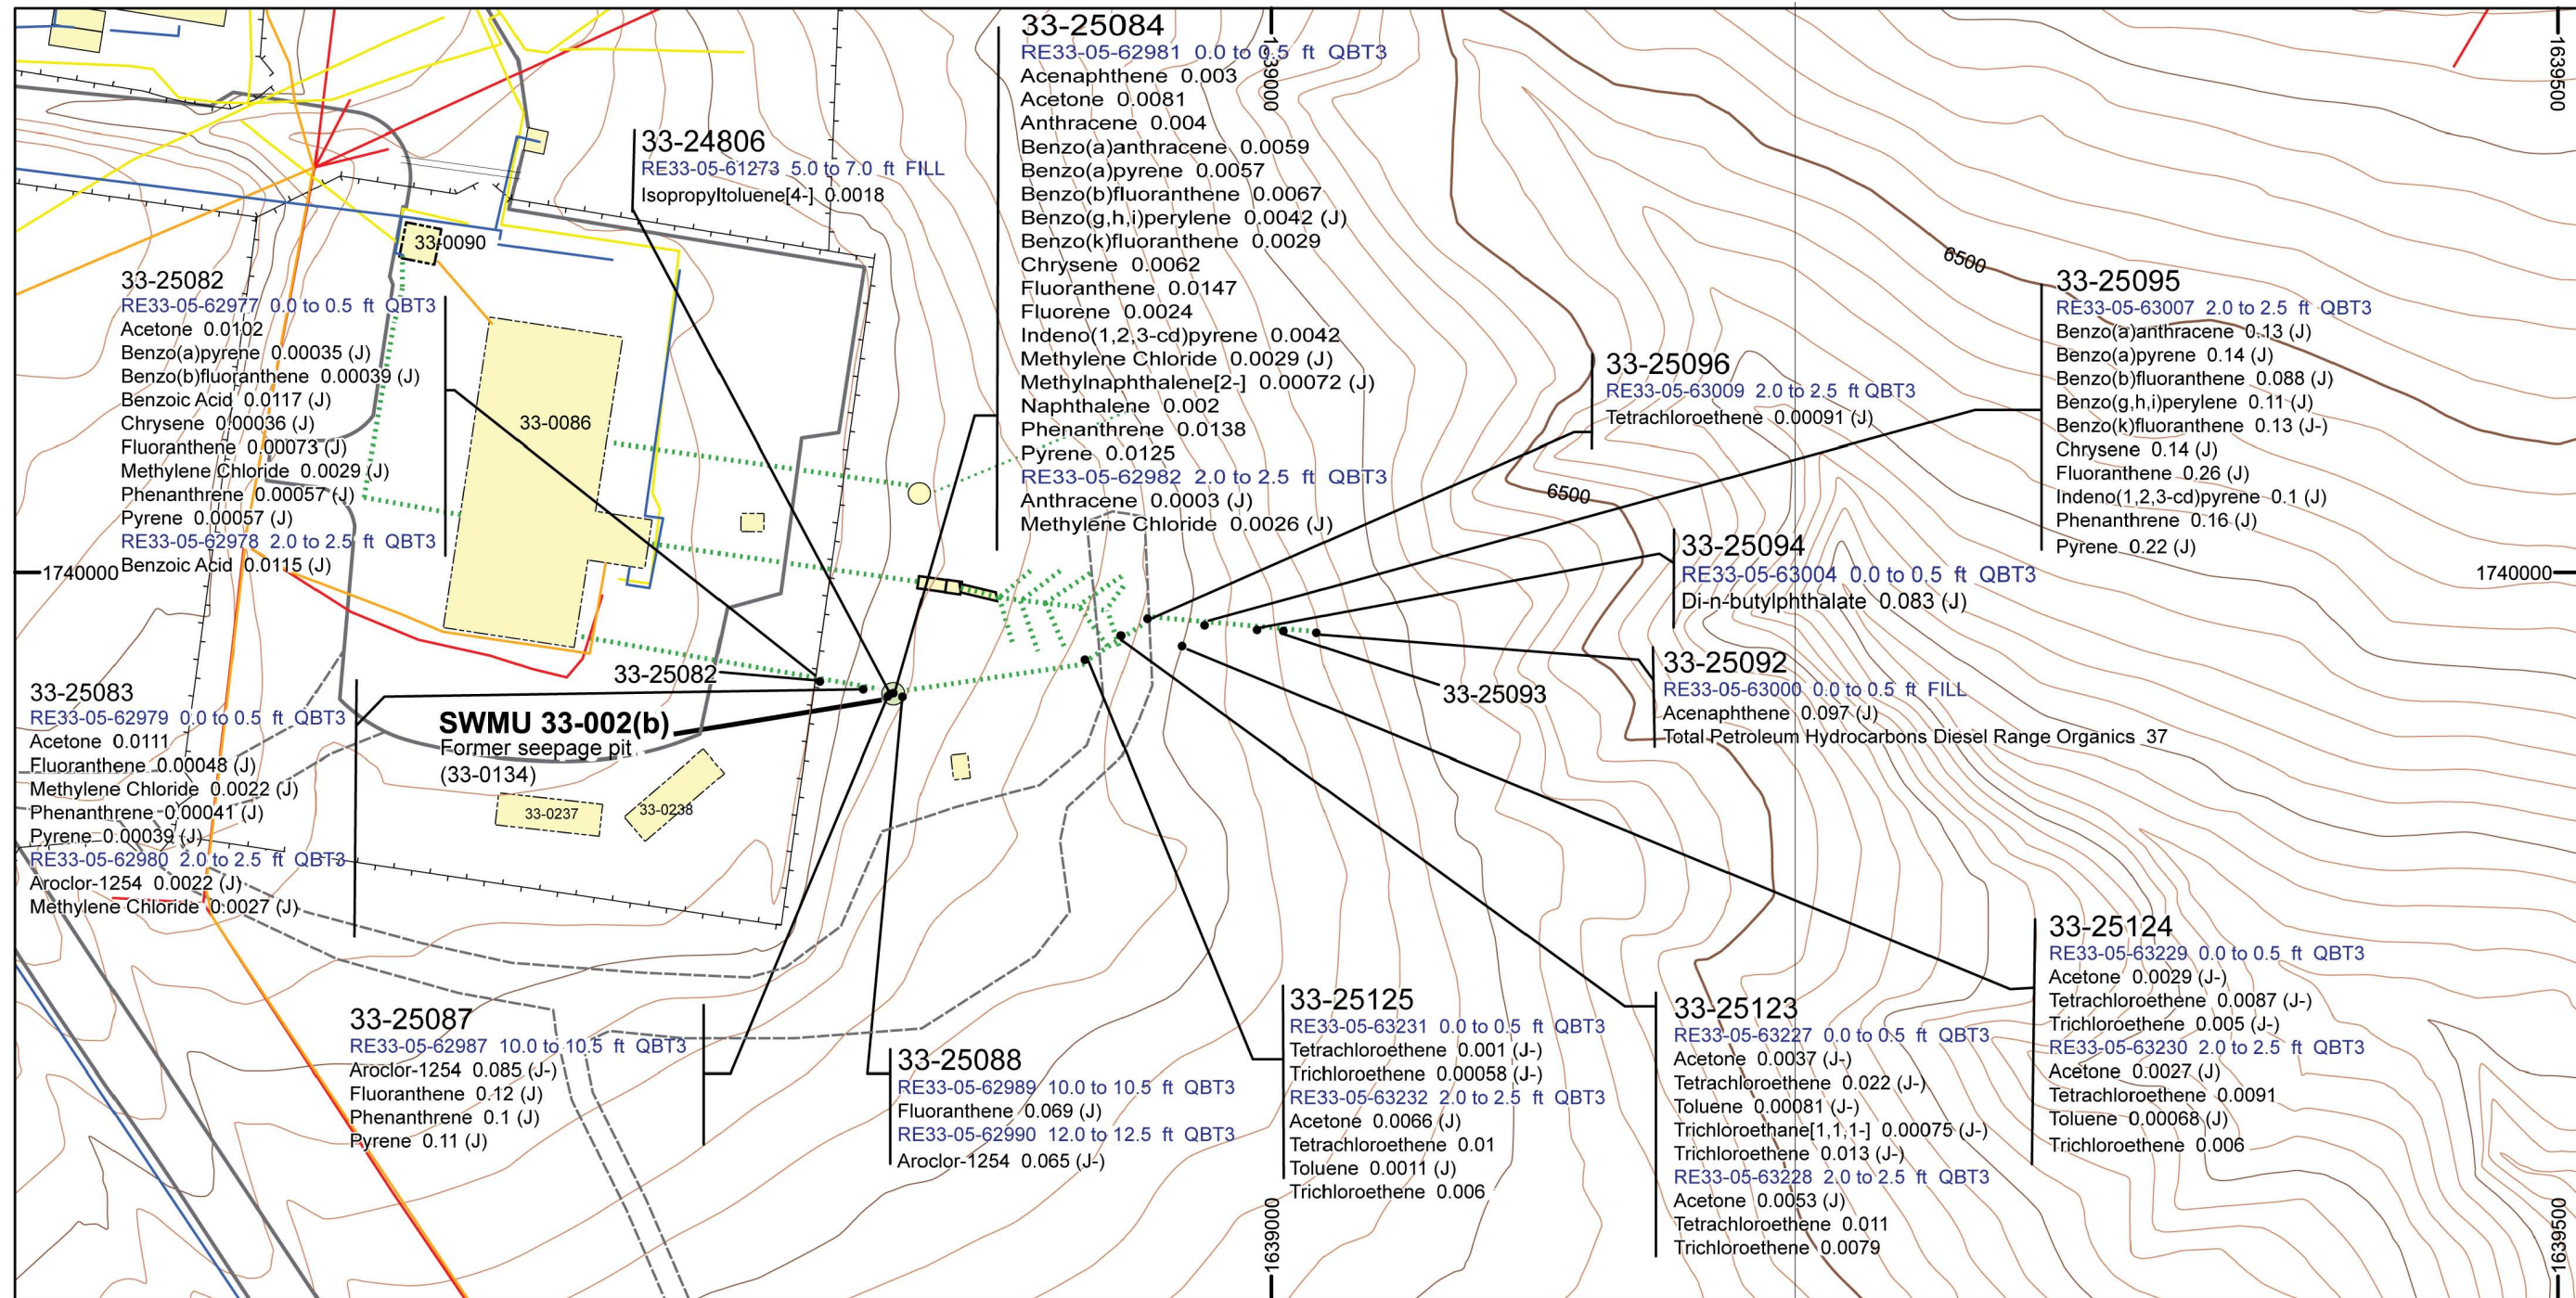 33-25084
RE33-05-62981 0.0 to 0.5 ft QBT3
Acenaphthene 0.003
Acetone 0.0081
Anthracene 0.004
Benzo(a)anthracene 0.0059
Benzo(a)pyrene 0.0057
Benzo(b)fluoranthene 0.0067
Benzo(g,h,i)perylene 0.0042 (J)
Benzo(k)fluoranthene 0.0029
Chrysene 0.0062
Fluoranthene 0.0147
Fluorene 0.0024
Indeno(1,2,3-cd)pyrene 0.0042
Methylene Chloride 0.0029 (J)
Methylnaphthalene[2-] 0.00072 (J)
Naphthalene 0.002
Phenanthrene 0.0138
Pyrene 0.0125
RE33-05-62982 2.0 to 2.5 ft QBT3
Anthracene 0.0003 (J)
Methylene Chloride 0.0026 (J)
1639000
1639500
33-24806
RE33-05-61273 5.0 to 7.0 ft FILL
Isopropyltoluene[4-] 0.0018
33-0090
33-25082
RE33-05-62977 0.0 to 0.5 ft QBT3
Acetone 0.0102
Benzo(a)pyrene 0.00035 (J)
Benzo(b)fluoranthene 0.00039 (J)
Benzoic Acid 0.0117 (J)
Chrysene 0.00036 (J)
Fluoranthene 0.00073 (J)
Methylene Chloride 0.0029 (J)
Phenanthrene 0.00057 (J)
Pyrene 0.00057 (J)
RE33-05-62978 2.0 to 2.5 ft QBT3
Benzoic Acid 0.0115 (J)
1740000
33-0086
6500
33-25095
RE33-05-63007 2.0 to 2.5 ft QBT3
Benzo(a)anthracene 0.13 (J)
Benzo(a)pyrene 0.14 (J)
Benzo(b)fluoranthene 0.088 (J)
Benzo(g,h,i)perylene 0.11 (J)
Benzo(k)fluoranthene 0.13 (J-)
Chrysene 0.14 (J)
Fluoranthene 0.26 (J)
Indeno(1,2,3-cd)pyrene 0.1 (J)
Phenanthrene 0.16 (J)
Pyrene 0.22 (J)
33-25096
RE33-05-63009 2.0 to 2.5 ft QBT3
Tetrachloroethene 0.00091 (J)
6500
33-25094
RE33-05-63004 0.0 to 0.5 ft QBT3
Di-n-butylphthalate 0.083 (J)
1740000
33-25092
RE33-05-63000 0.0 to 0.5 ft FILL
Acenaphthene 0.097 (J)
Total Petroleum Hydrocarbons Diesel Range Organics 37
33-25093
33-25082
33-25083
RE33-05-62979 0.0 to 0.5 ft QBT3
Acetone 0.0111
Fluoranthene 0.00048 (J)
Methylene Chloride 0.0022 (J)
Phenanthrene 0.00041 (J)
Pyrene 0.00039 (J)
RE33-05-62980 2.0 to 2.5 ft QBT3
Aroclor-1254 0.0022 (J)
Methylene Chloride 0.0027 (J)
SWMU 33-002(b)
Former seepage pit
(33-0134)
33-0237
33-0238
33-25087
RE33-05-62987 10.0 to 10.5 ft QBT3
Aroclor-1254 0.085 (J-)
Fluoranthene 0.12 (J)
Phenanthrene 0.1 (J)
Pyrene 0.11 (J)
33-25088
RE33-05-62989 10.0 to 10.5 ft QBT3
Fluoranthene 0.069 (J)
RE33-05-62990 12.0 to 12.5 ft QBT3
Aroclor-1254 0.065 (J-)
33-25125
RE33-05-63231 0.0 to 0.5 ft QBT3
Tetrachloroethene 0.001 (J-)
Trichloroethene 0.00058 (J-)
RE33-05-63232 2.0 to 2.5 ft QBT3
Acetone 0.0066 (J)
Tetrachloroethene 0.01
Toluene 0.0011 (J)
Trichloroethene 0.006
33-25123
RE33-05-63227 0.0 to 0.5 ft QBT3
Acetone 0.0037 (J-)
Tetrachloroethene 0.022 (J-)
Toluene 0.00081 (J-)
Trichloroethane[1,1,1-] 0.00075 (J-)
Trichloroethene 0.013 (J-)
RE33-05-63228 2.0 to 2.5 ft QBT3
Acetone 0.0053 (J)
Tetrachloroethene 0.011
Trichloroethene 0.0079
33-25124
RE33-05-63229 0.0 to 0.5 ft QBT3
Acetone 0.0029 (J-)
Tetrachloroethene 0.0087 (J-)
Trichloroethene 0.005 (J-)
RE33-05-63230 2.0 to 2.5 ft QBT3
Acetone 0.0027 (J)
Tetrachloroethene 0.0091
Toluene 0.00068 (J)
Trichloroethene 0.006
1639000
1639500